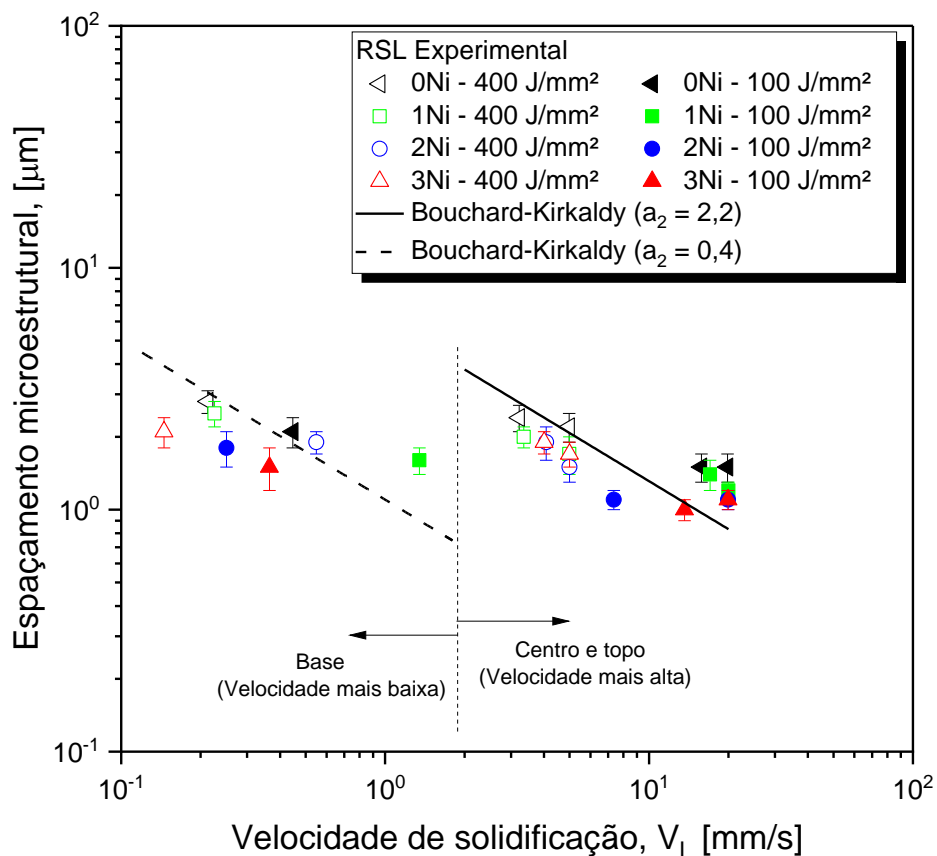 10²
RSL Experimental
0Ni - 400 J/mm² 0Ni - 100 J/mm²
1Ni - 400 J/mm² 1Ni - 100 J/mm²
2Ni - 400 J/mm² 2Ni - 100 J/mm²
3Ni - 400 J/mm² 3Ni - 100 J/mm²
Bouchard-Kirkaldy (a₂ = 2,2)
Bouchard-Kirkaldy (a₂ = 0,4)
10¹
10⁰
10⁻¹
Espaçamento microestrutural, [µm]
Base
(Velocidade mais baixa)
Centro e topo
(Velocidade mais alta)
10⁻¹ 10⁰ 10¹ 10²
Velocidade de solidificação, V [mm/s]